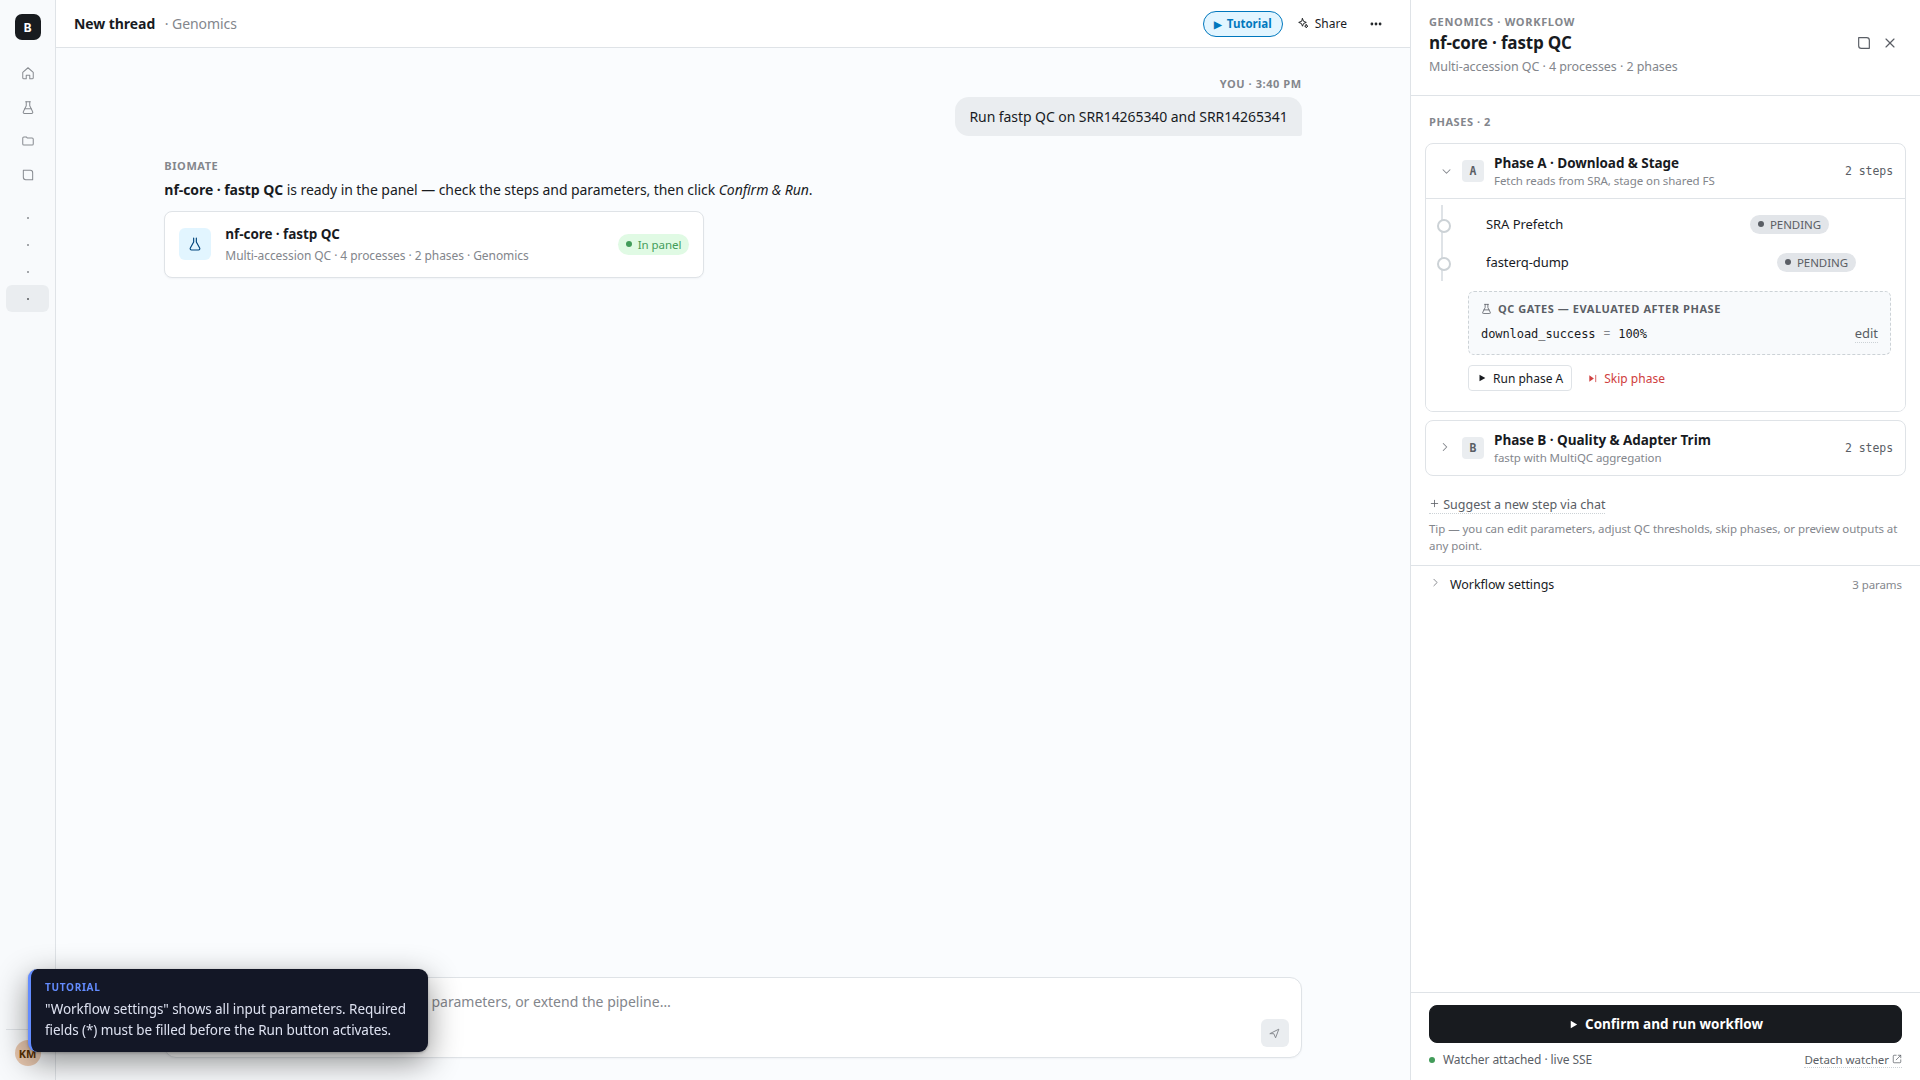 B
New thread · Genomics
▶ Tutorial
Share
YOU · 3:40 PM
Run fastp QC on SRR14265340 and SRR14265341
BIOMATE
nf-core · fastp QC is ready in the panel — check the steps and parameters, then click Confirm & Run.
nf-core · fastp QC
Multi-accession QC · 4 processes · 2 phases · Genomics
In panel
parameters, or extend the pipeline...
TUTORIAL
"Workflow settings" shows all input parameters. Required
fields (*) must be filled before the Run button activates.
KM
GENOMICS · WORKFLOW
nf-core · fastp QC
Multi-accession QC · 4 processes · 2 phases
PHASES · 2
A
Phase A · Download & Stage
Fetch reads from SRA, stage on shared FS
2 steps
SRA Prefetch
PENDING
fasterq-dump
PENDING
QC GATES — EVALUATED AFTER PHASE
download_success = 100%
edit
Run phase A
Skip phase
B
Phase B · Quality & Adapter Trim
fastp with MultiQC aggregation
2 steps
+ Suggest a new step via chat
Tip — you can edit parameters, adjust QC thresholds, skip phases, or preview outputs at
any point.
Workflow settings
3 params
Confirm and run workflow
Watcher attached · live SSE
Detach watcher